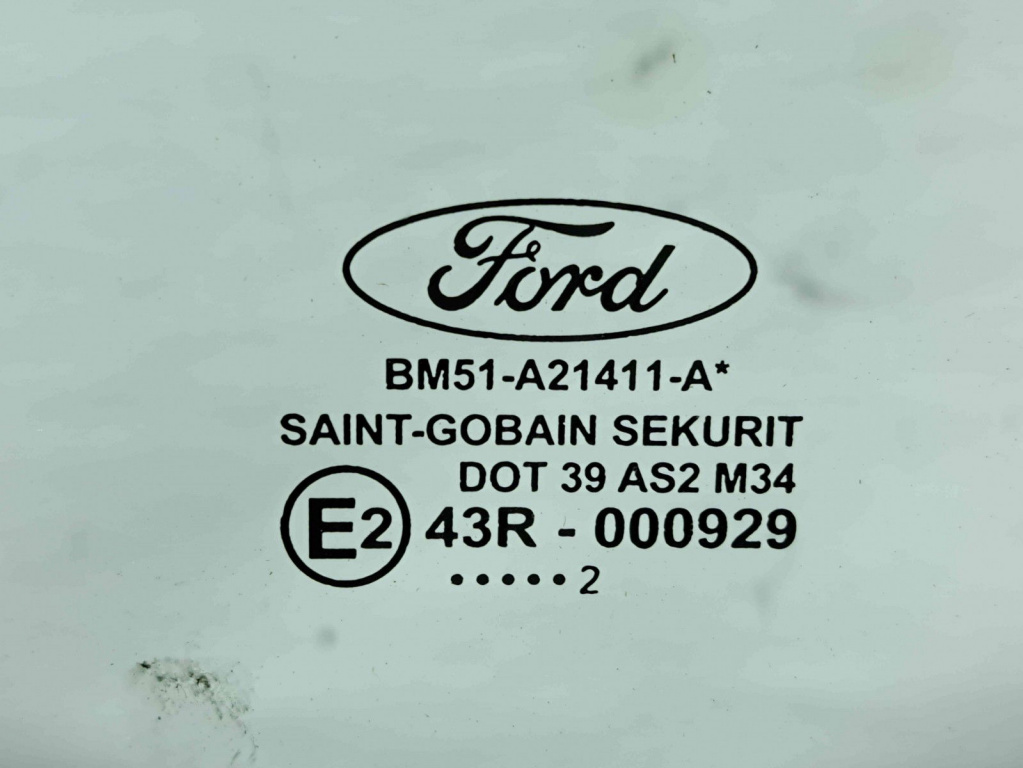 Ford
BM51-A21411-A*
SAINT-GOBAIN SEKURIT
DOT 39 AS2 M34
E2 43R - 000929
•••••• 2